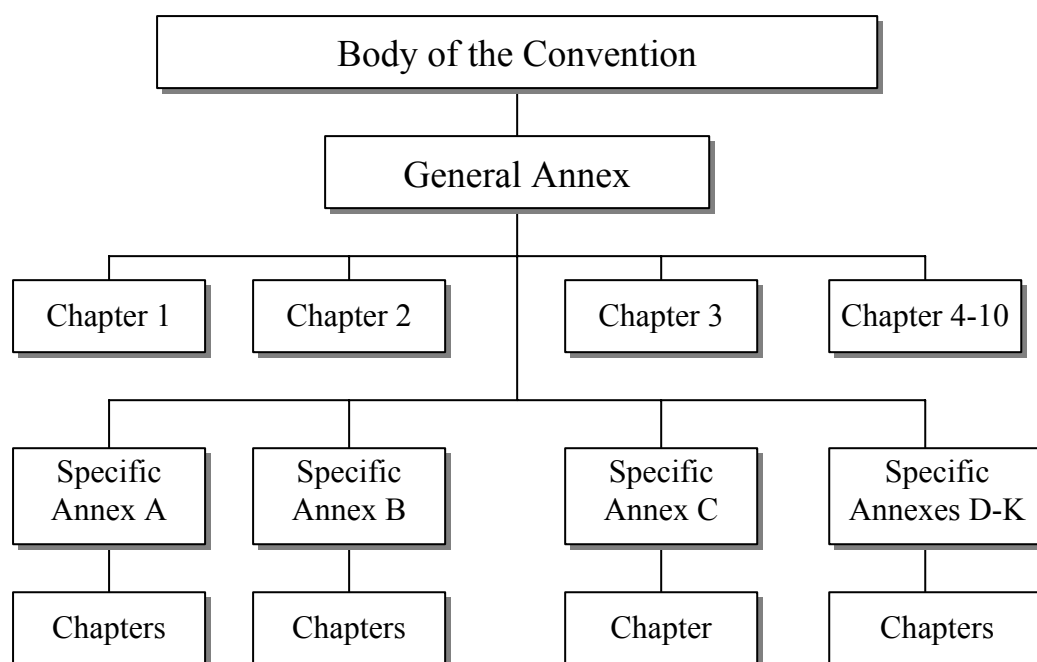 Body of the Convention
General Annex
Chapter 1
Chapter 2
Chapter 3
Chapter 4-10
Specific
Annex A
Specific
Annex B
Specific
Annex C
Specific
Annexes D-K
Chapters
Chapters
Chapter
Chapters